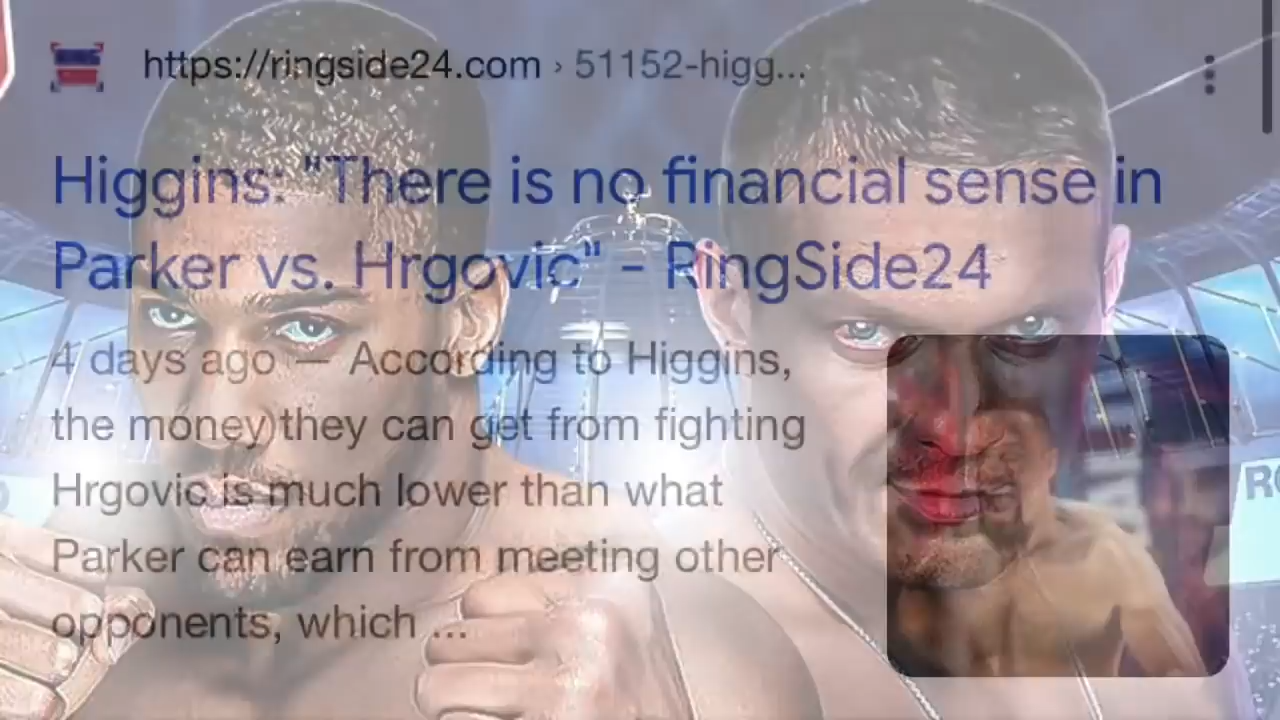 https://ringside24.com › 51152-higg...
Higgins: "There is no financial sense in
Parker vs. Hrgovic" - RingSide24
4 days ago — According to Higgins,
the money they can get from fighting
Hrgovic is much lower than what
Parker can earn from meeting other
opponents, which ...